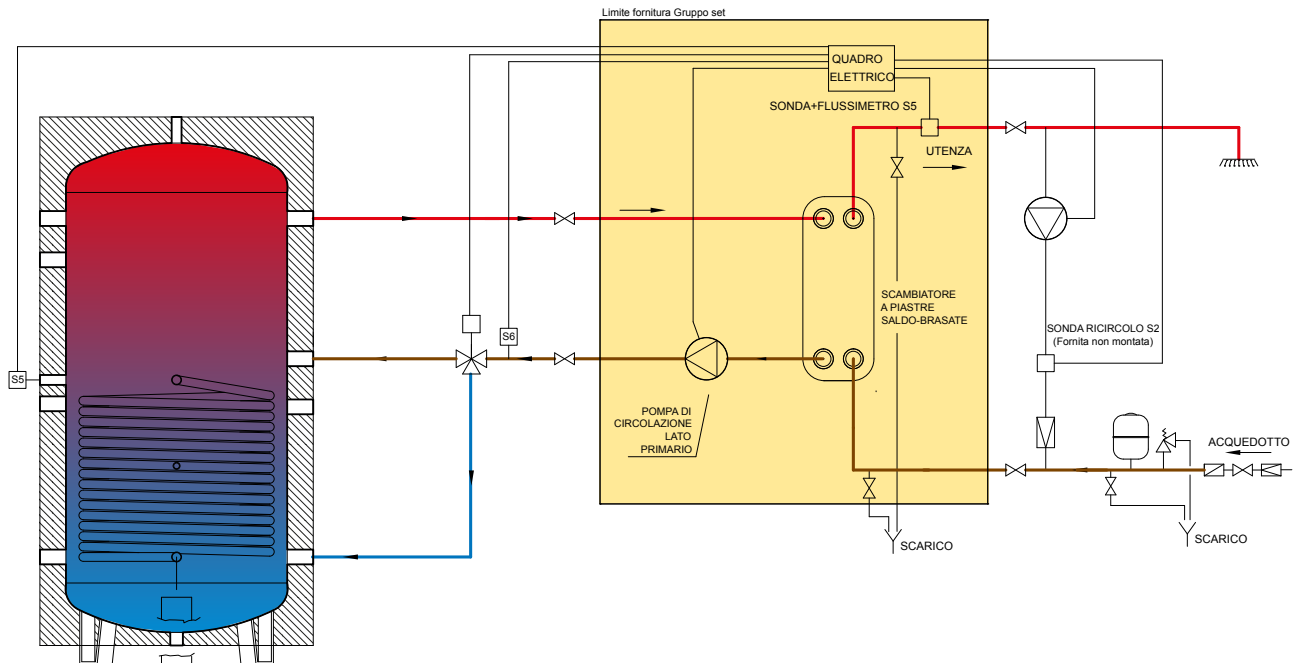 Limite fornitura Gruppo set
QUADRO
ELETTRICO
SONDA+FLUSSIMETRO S5
UTENZA
SCAMBIATORE
A PIASTRE
SALDO-BRASATE
SONDA RICIRCOLO S2
(Fornita non montata)
S6
S5
POMPA DI
CIRCOLAZIONE
LATO
PRIMARIO
ACQUEDOTTO
SCARICO
SCARICO